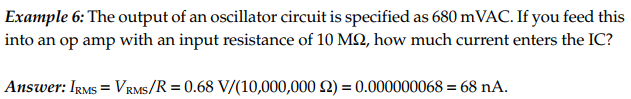 Example 6: The output of an oscillator circuit is specified as 680 mVAC. If you feed this
into an op amp with an input resistance of 10 MΩ, how much current enters the IC?
Answer: IRMS = VRMS/R = 0.68 V/(10,000,000 Ω) = 0.000000068 = 68 nA.